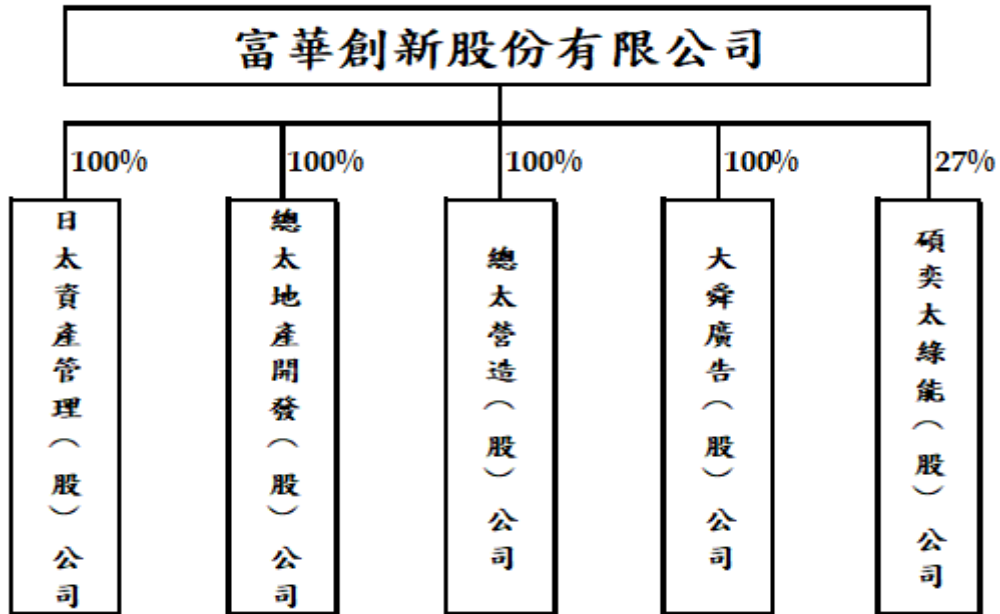 富華創新股份有限公司
100%
100%
100%
100%
27%
日太資產管理（股）公司
總太地產開發（股）公司
總太營造（股）公司
大舜廣告（股）公司
碩奕太綠能（股）公司